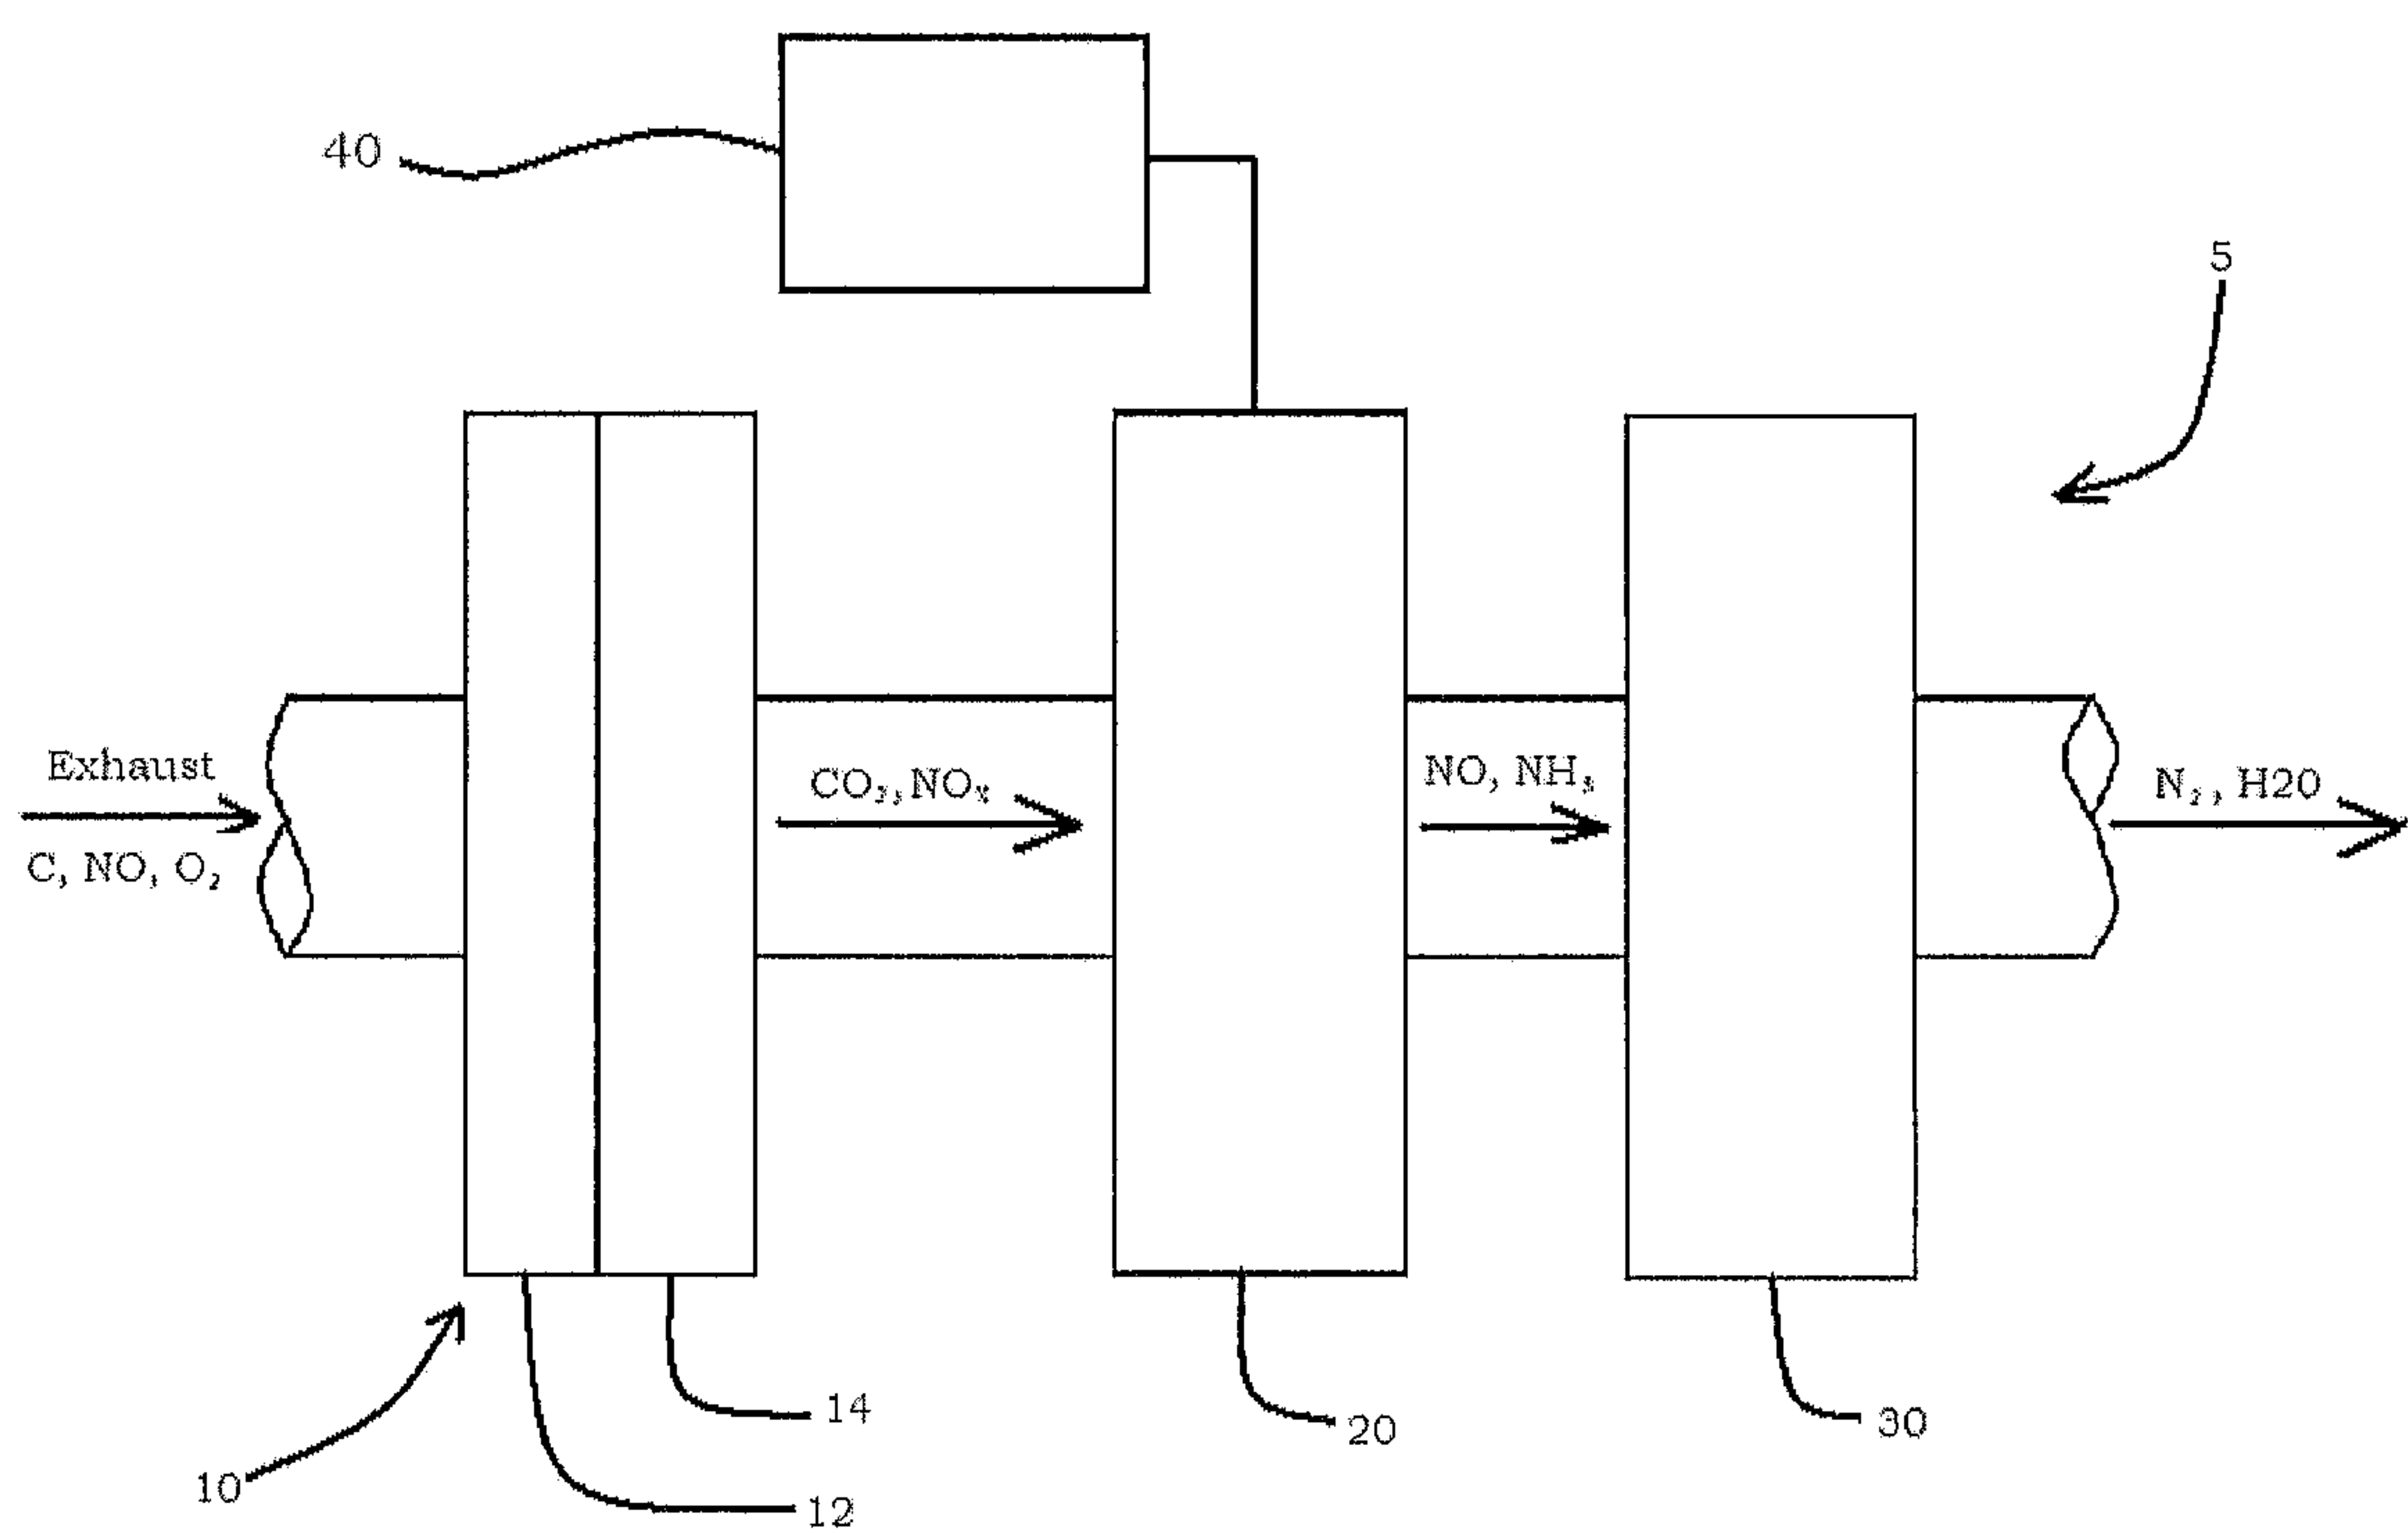 40
5
Exhaust
C, NO, O₂
CO₂, NOₓ
NO, NH₃
N₂, H20
10
12
14
20
30